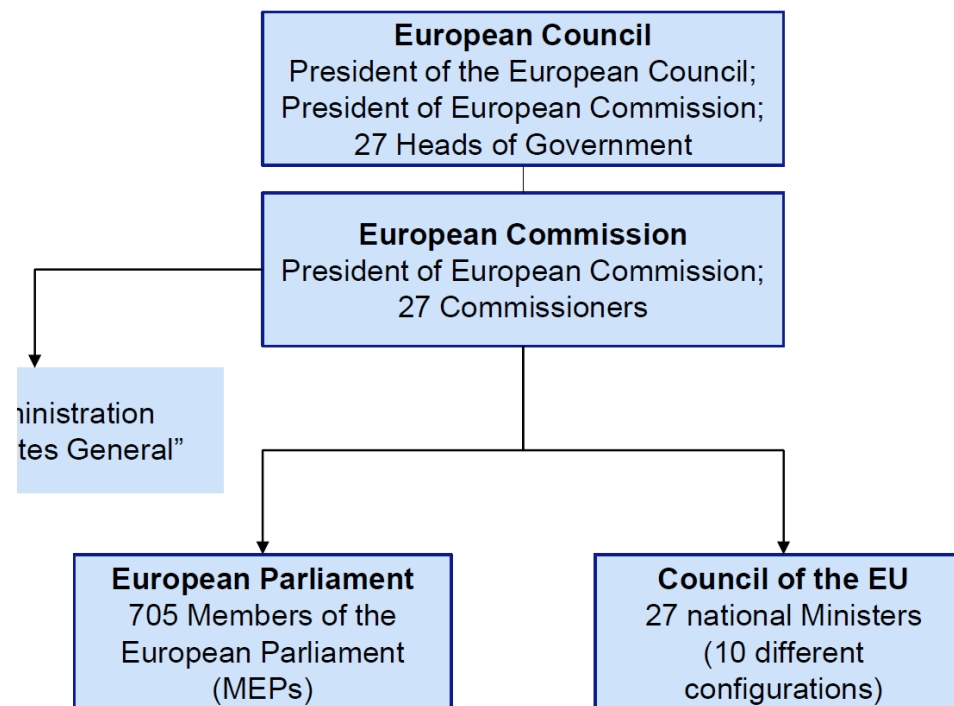 European Council
President of the European Council;
President of European Commission;
27 Heads of Government
European Commission
President of European Commission;
27 Commissioners
General”
European Parliament
705 Members of the
European Parliament
(MEPs)
Council of the EU
27 national Ministers
(10 different
configurations)